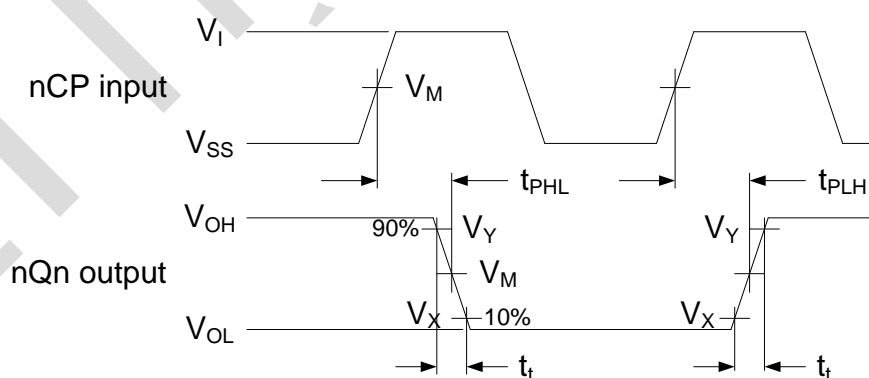 V_I
nCP input
V_M
V_SS
t_PHL
t_PLH
V_OH
90%
V_Y
V_Y
nQn output
V_M
V_X
10%
V_X
V_OL
t_t
t_t